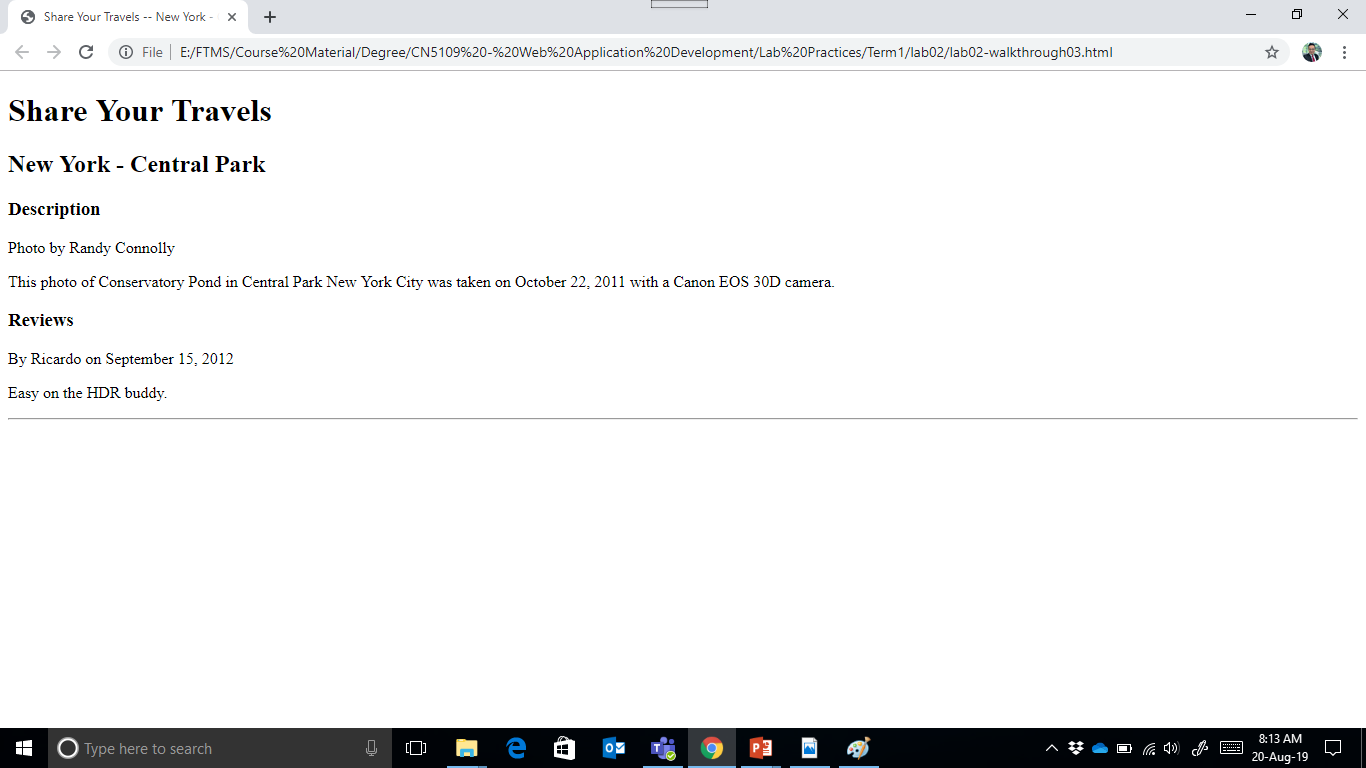 Share Your Travels -- New York -
File
E:/FTMS/Course%20Material/Degree/CN5109%20-%20Web%20Application%20Development/Lab%20Practices/Term1/lab02/lab02-walkthrough03.html
Share Your Travels
New York - Central Park
Description
Photo by Randy Connolly
This photo of Conservatory Pond in Central Park New York City was taken on October 22, 2011 with a Canon EOS 30D camera.
Reviews
By Ricardo on September 15, 2012
Easy on the HDR buddy.
Type here to search
8:13 AM
20-Aug-19